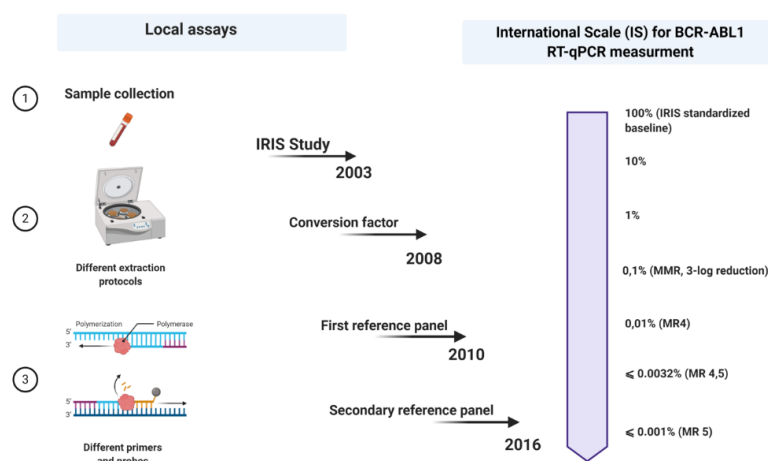 Local assays
International Scale (IS) for BCR-ABL1
RT-qPCR measurment
1
Sample collection
IRIS Study
2003
2
Different extraction
protocols
Conversion factor
2008
3
Polymerization
Polymerase
5'
3'
5'
3'
Different primers
and probes
First reference panel
2010
Secondary reference panel
2016
100% (IRIS standardized
baseline)
10%
1%
0,1% (MMR, 3-log reduction)
0,01% (MR4)
⩽ 0.0032% (MR 4,5)
⩽ 0.001% (MR 5)